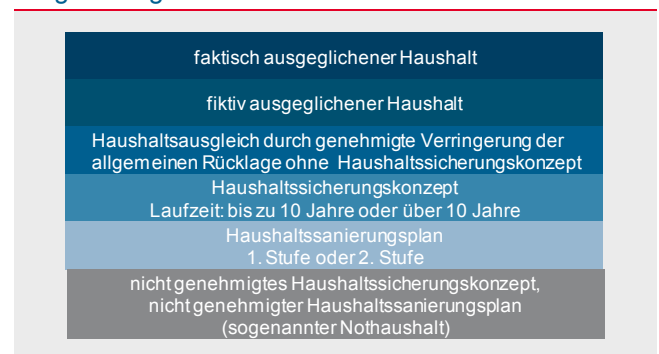 faktisch ausgeglichener Haushalt
fiktiv ausgeglichener Haushalt
Haushaltsausgleich durch genehmigte Verringerung der
allgemeinen Rücklage ohne Haushaltssicherungskonzept
Haushaltssicherungskonzept
Laufzeit: bis zu 10 Jahre oder über 10 Jahre
Haushaltssanierungsplan
1. Stufe oder 2. Stufe
nicht genehmigtes Haushaltssicherungskonzept,
nicht genehmigter Haushaltssanierungsplan
(sogenannter Nothaushalt)